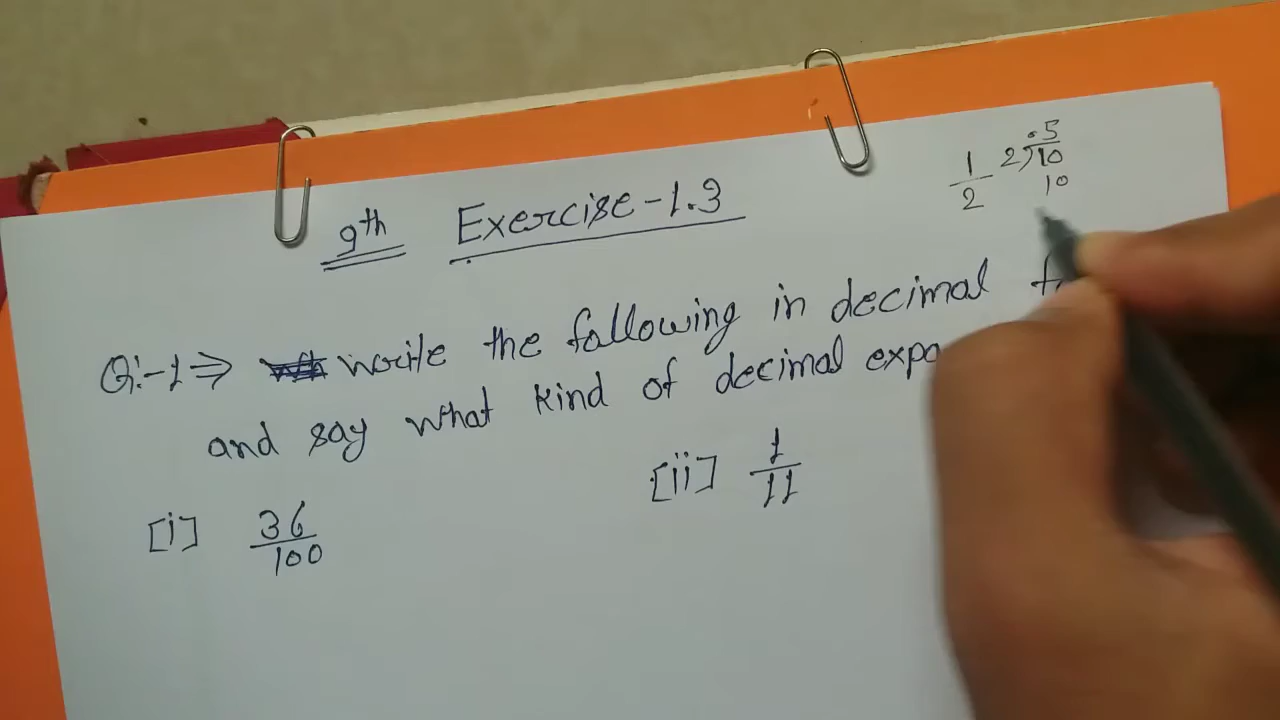 9th Exercise-1.3
1/2 2)10 .5
10
Q:-1⇒ write the following in decimal
and say what kind of decimal
[i] 36/100
[ii] 1/11